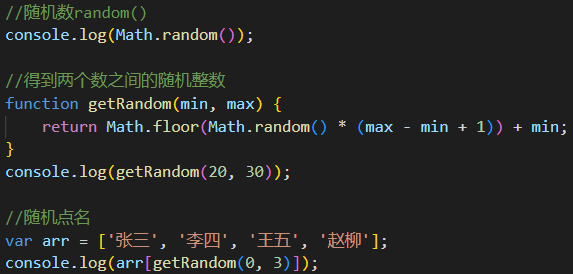 //随机数random()
console.log(Math.random());
//得到两个数之间的随机整数
function getRandom(min, max) {
return Math.floor(Math.random() * (max - min + 1)) + min;
}
console.log(getRandom(20, 30));
//随机点名
var arr = ['张三', '李四', '王五', '赵柳'];
console.log(arr[getRandom(0, 3)]);